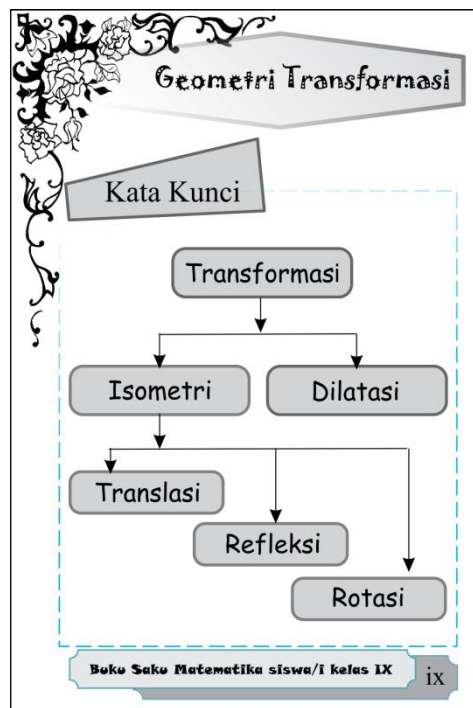 Geometri Transformasi
Kata Kunci
Transformasi
Isometri
Dilatasi
Translasi
Refleksi
Rotasi
Buku Saku Matematika siswa/i kelas IX
ix